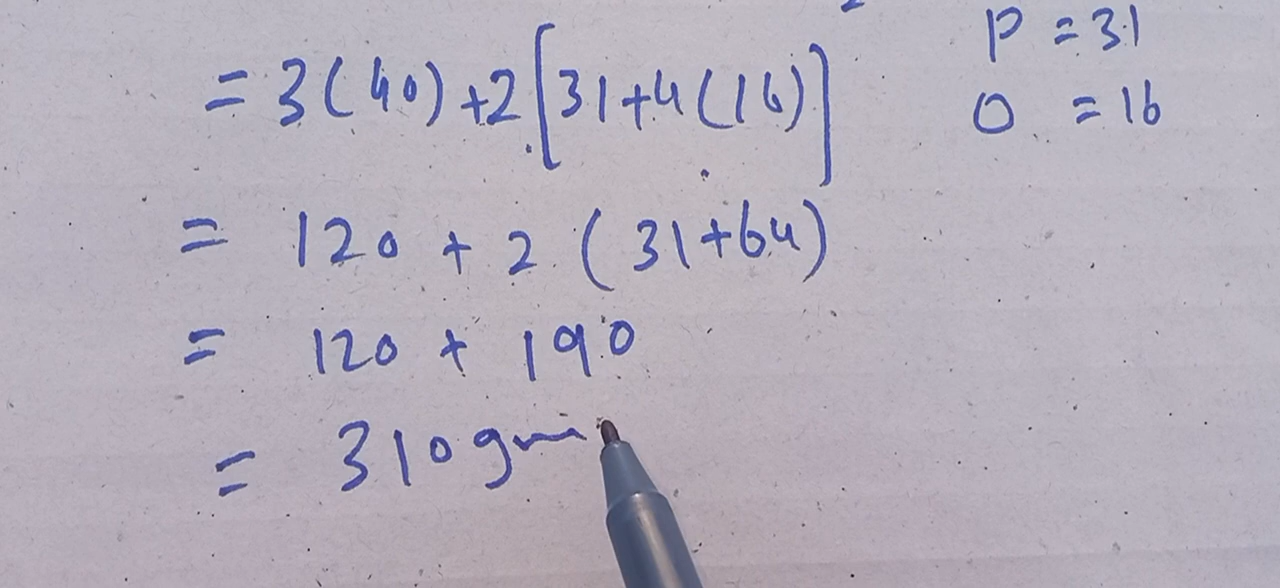 P = 31
= 3(40)+2[31+4(16)]
O = 16
= 120 + 2 (31+64)
= 120 + 190
= 310 gm